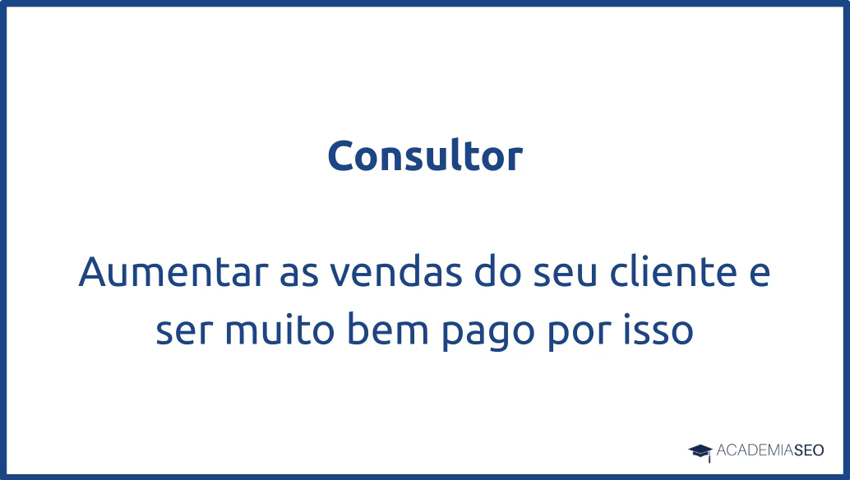 Consultor
Aumentar as vendas do seu cliente e
ser muito bem pago por isso
ACADEMIASEO